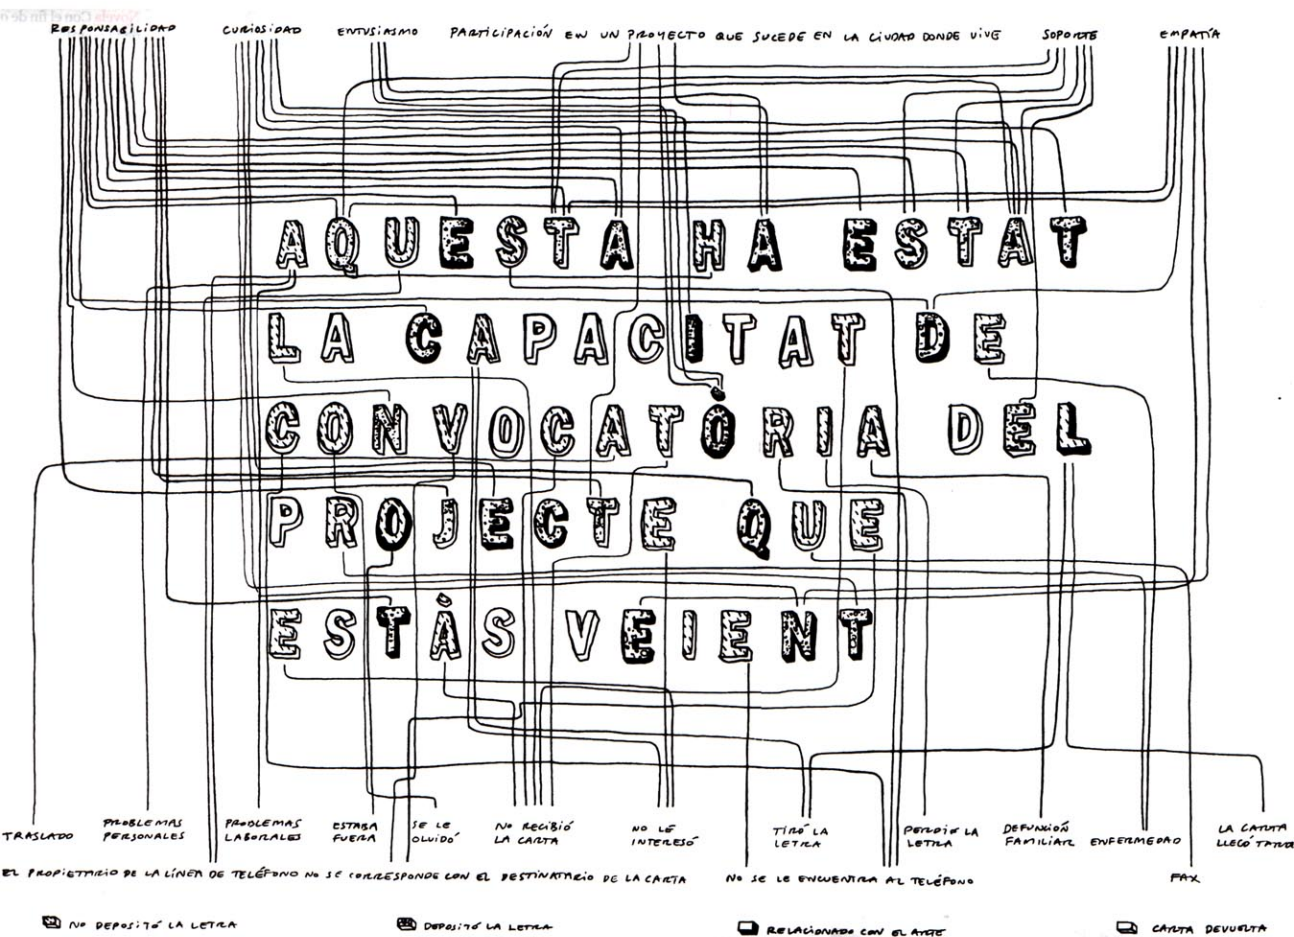 RESPONSABILIDAD CURIOSIDAD ENTUSIASMO PARTICIPACIÓN EN UN PROYECTO QUE SUCEDE EN LA CIUDAD DONDE VIVE SOPORTE EMPATÍA
AQUESTA HA ESTAT
LA CAPACITAT DE
CONVOCATÒRIA DEL
PROJECTE QUE
ESTÀS VEIENT
TRASLADO
PROBLEMAS
PERSONALES
PROBLEMAS
LABORALES
ESTABA
FUERA
SE LE
OLVIDÓ
NO RECIBIÓ
LA CARTA
NO LE
INTERESÓ
TIRÓ LA
LETRA
PERDIÓ LA
LETRA
DEFUNCIÓN
FAMILIAR
ENFERMEDAD
LA CARTA
LLEGÓ TARDE
EL PROPIETARIO DE LA LÍNEA DE TELÉFONO NO SE CORRESPONDE CON EL DESTINATARIO DE LA CARTA
NO SE LE ENCUENTRA AL TELÉFONO
FAX
NO DEPOSITÓ LA LETRA
DEPOSITÓ LA LETRA
RELACIONADO CON EL ARTE
CARTA DEVUELTA